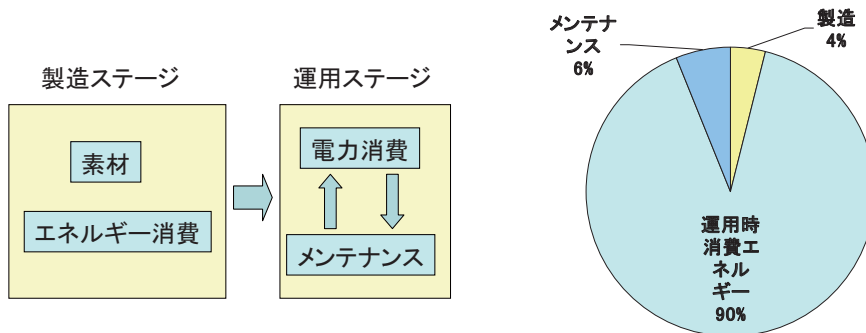 製造ステージ
素材
エネルギー消費
運用ステージ
電力消費
メンテナンス
メンテナ
ンス
6%
製造
4%
運用時
消費エ
ネル
ギー
90%